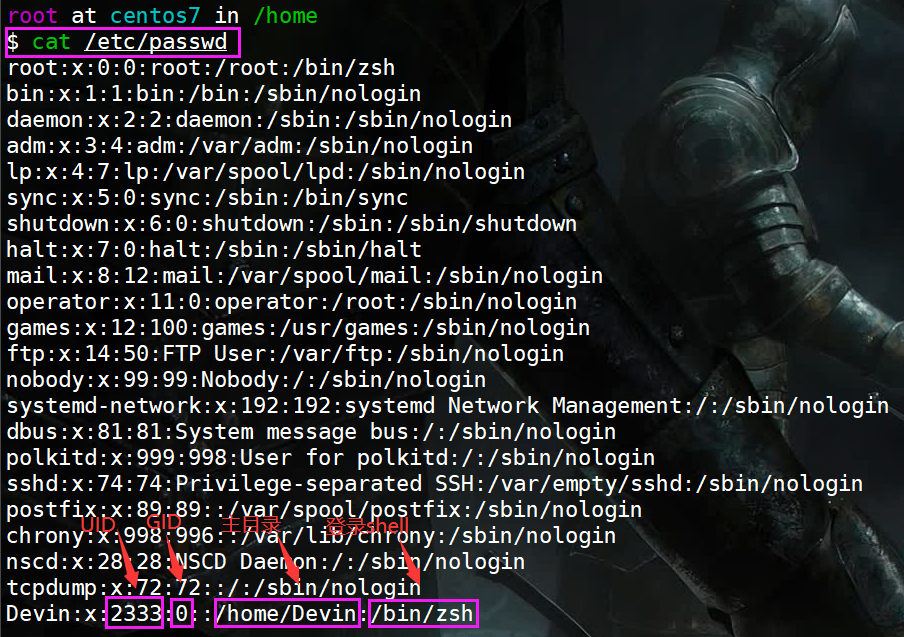 root at centos7 in /home
$ cat /etc/passwd
root:x:0:0:root:/root:/bin/zsh
bin:x:1:1:bin:/bin:/sbin/nologin
daemon:x:2:2:daemon:/sbin:/sbin/nologin
adm:x:3:4:adm:/var/adm:/sbin/nologin
lp:x:4:7:lp:/var/spool/lpd:/sbin/nologin
sync:x:5:0:sync:/sbin:/bin/sync
shutdown:x:6:0:shutdown:/sbin:/sbin/shutdown
halt:x:7:0:halt:/sbin:/sbin/halt
mail:x:8:12:mail:/var/spool/mail:/sbin/nologin
operator:x:11:0:operator:/root:/sbin/nologin
games:x:12:100:games:/usr/games:/sbin/nologin
ftp:x:14:50:FTP User:/var/ftp:/sbin/nologin
nobody:x:99:99:Nobody:/:/sbin/nologin
systemd-network:x:192:192:systemd Network Management:/:/sbin/nologin
dbus:x:81:81:System message bus:/:/sbin/nologin
polkitd:x:999:998:User for polkitd:/:/sbin/nologin
sshd:x:74:74:Privilege-separated SSH:/var/empty/sshd:/sbin/nologin
postfix:x:89:89::/var/spool/postfix:/sbin/nologin
UID GID 主目录 登录shell
chrony:x:998:996::/var/lib/chrony:/sbin/nologin
nscd:x:28:28:NSCD Daemon:/:/sbin/nologin
tcpdump:x:72:72::/:/sbin/nologin
Devin:x:2333:0::/home/Devin:/bin/zsh